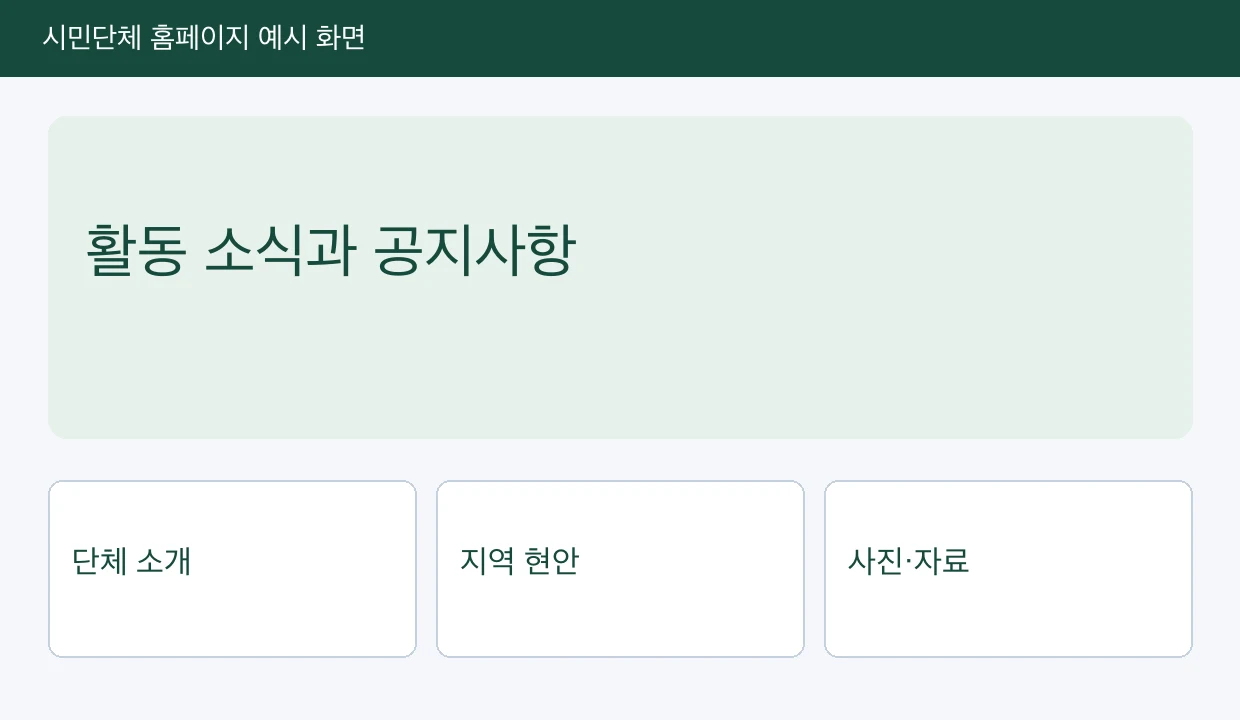 시민단체 홈페이지 예시 화면
활동 소식과 공지사항
단체 소개
지역 현안
사진·자료